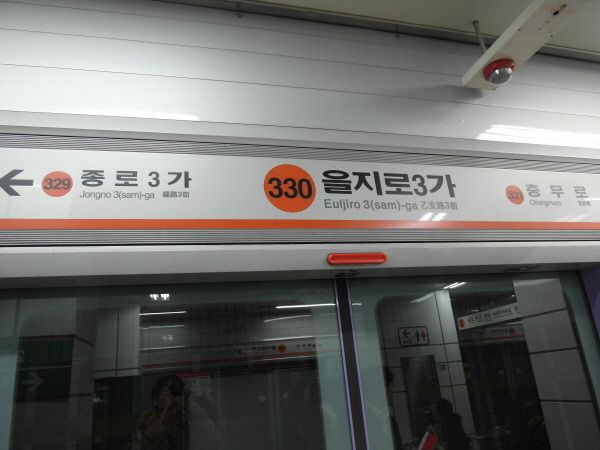 329 종로3가
Jongno 3(sam)-ga 鐘路3街
330 을지로3가
Euljiro 3(sam)-ga 乙支路3街
331 충무로
Chungmuro